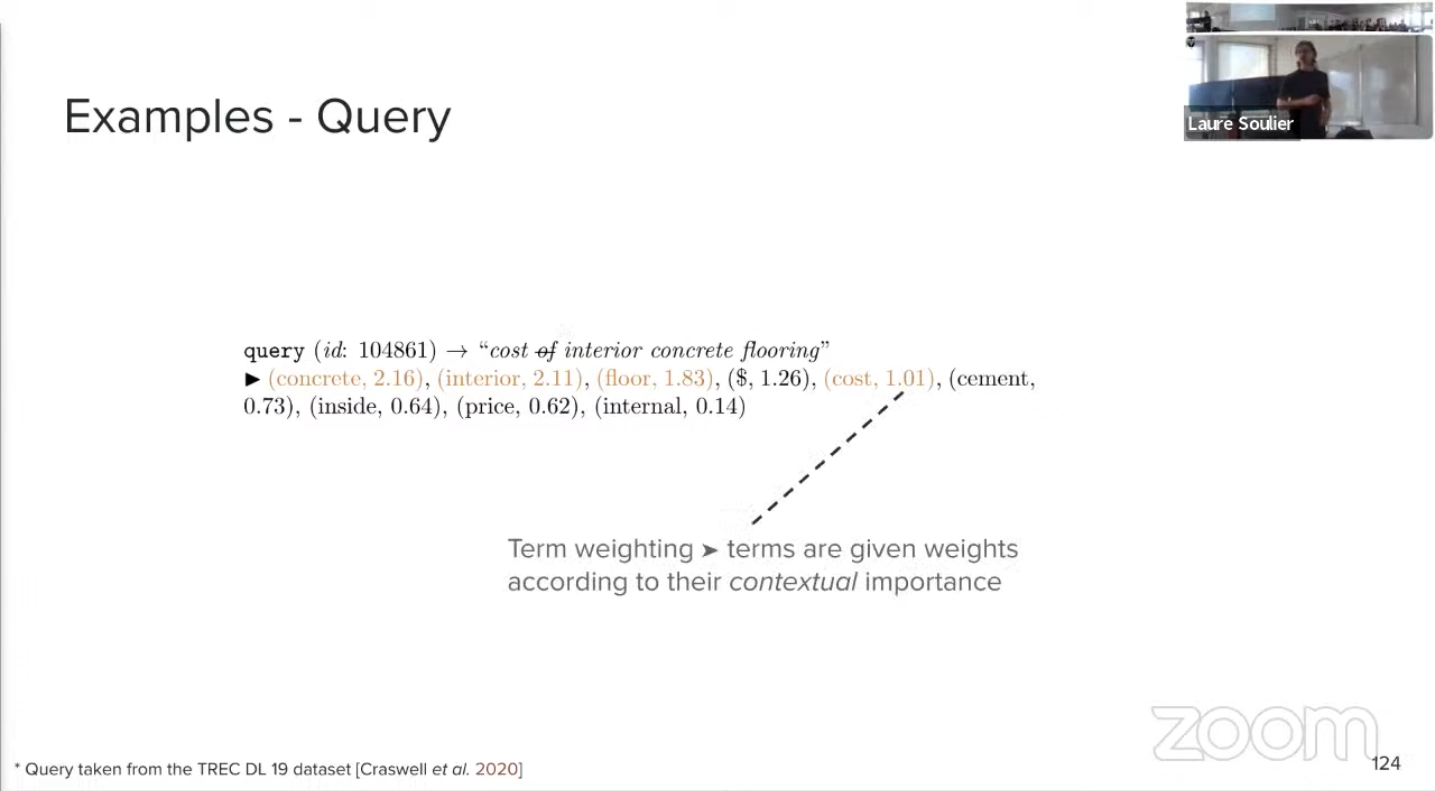 Laure Soulier
Examples - Query
query (id: 104861) → “cost of interior concrete flooring”
▶ (concrete, 2.16), (interior, 2.11), (floor, 1.83), ($, 1.26), (cost, 1.01), (cement,
0.73), (inside, 0.64), (price, 0.62), (internal, 0.14)
Term weighting ➤ terms are given weights
according to their contextual importance
zoom
* Query taken from the TREC DL 19 dataset [Craswell et al. 2020]
124